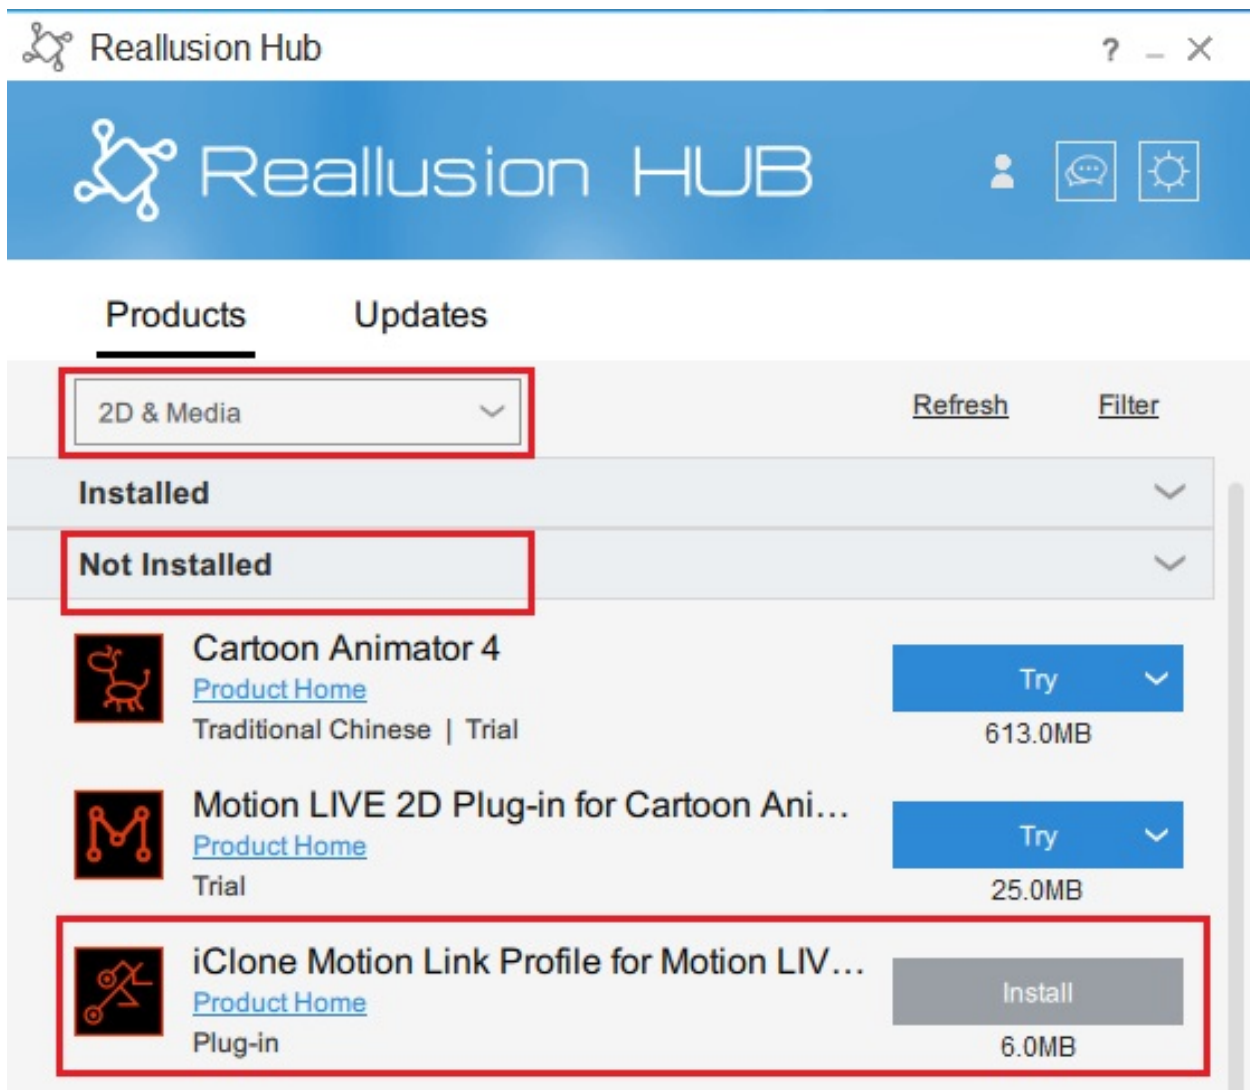 Reallusion Hub
?
Reallusion HUB
Products Updates
2D & Media
Refresh Filter
Installed
Not Installed
Cartoon Animator 4
Product Home
Traditional Chinese | Trial
Try
613.0MB
Motion LIVE 2D Plug-in for Cartoon Ani...
Product Home
Trial
Try
25.0MB
iClone Motion Link Profile for Motion LIV...
Product Home
Plug-in
Install
6.0MB